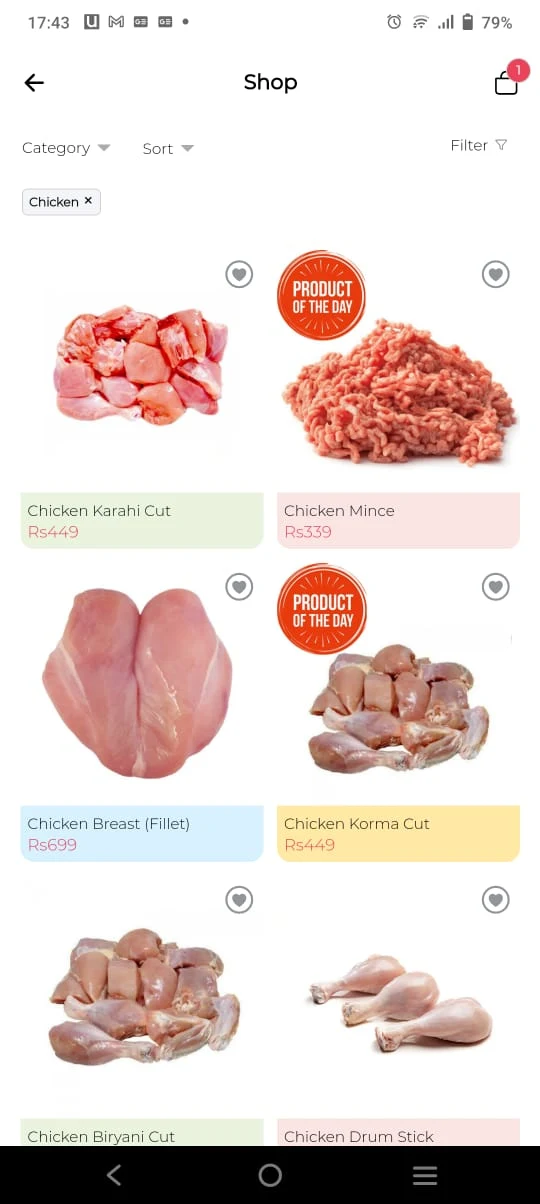 17:43
79%
Shop
1
Category
Sort
Filter
Chicken ×
PRODUCT
OF THE DAY
Chicken Karahi Cut
Rs449
Chicken Mince
Rs339
PRODUCT
OF THE DAY
Chicken Breast (Fillet)
Rs699
Chicken Korma Cut
Rs449
Chicken Biryani Cut
Chicken Drum Stick